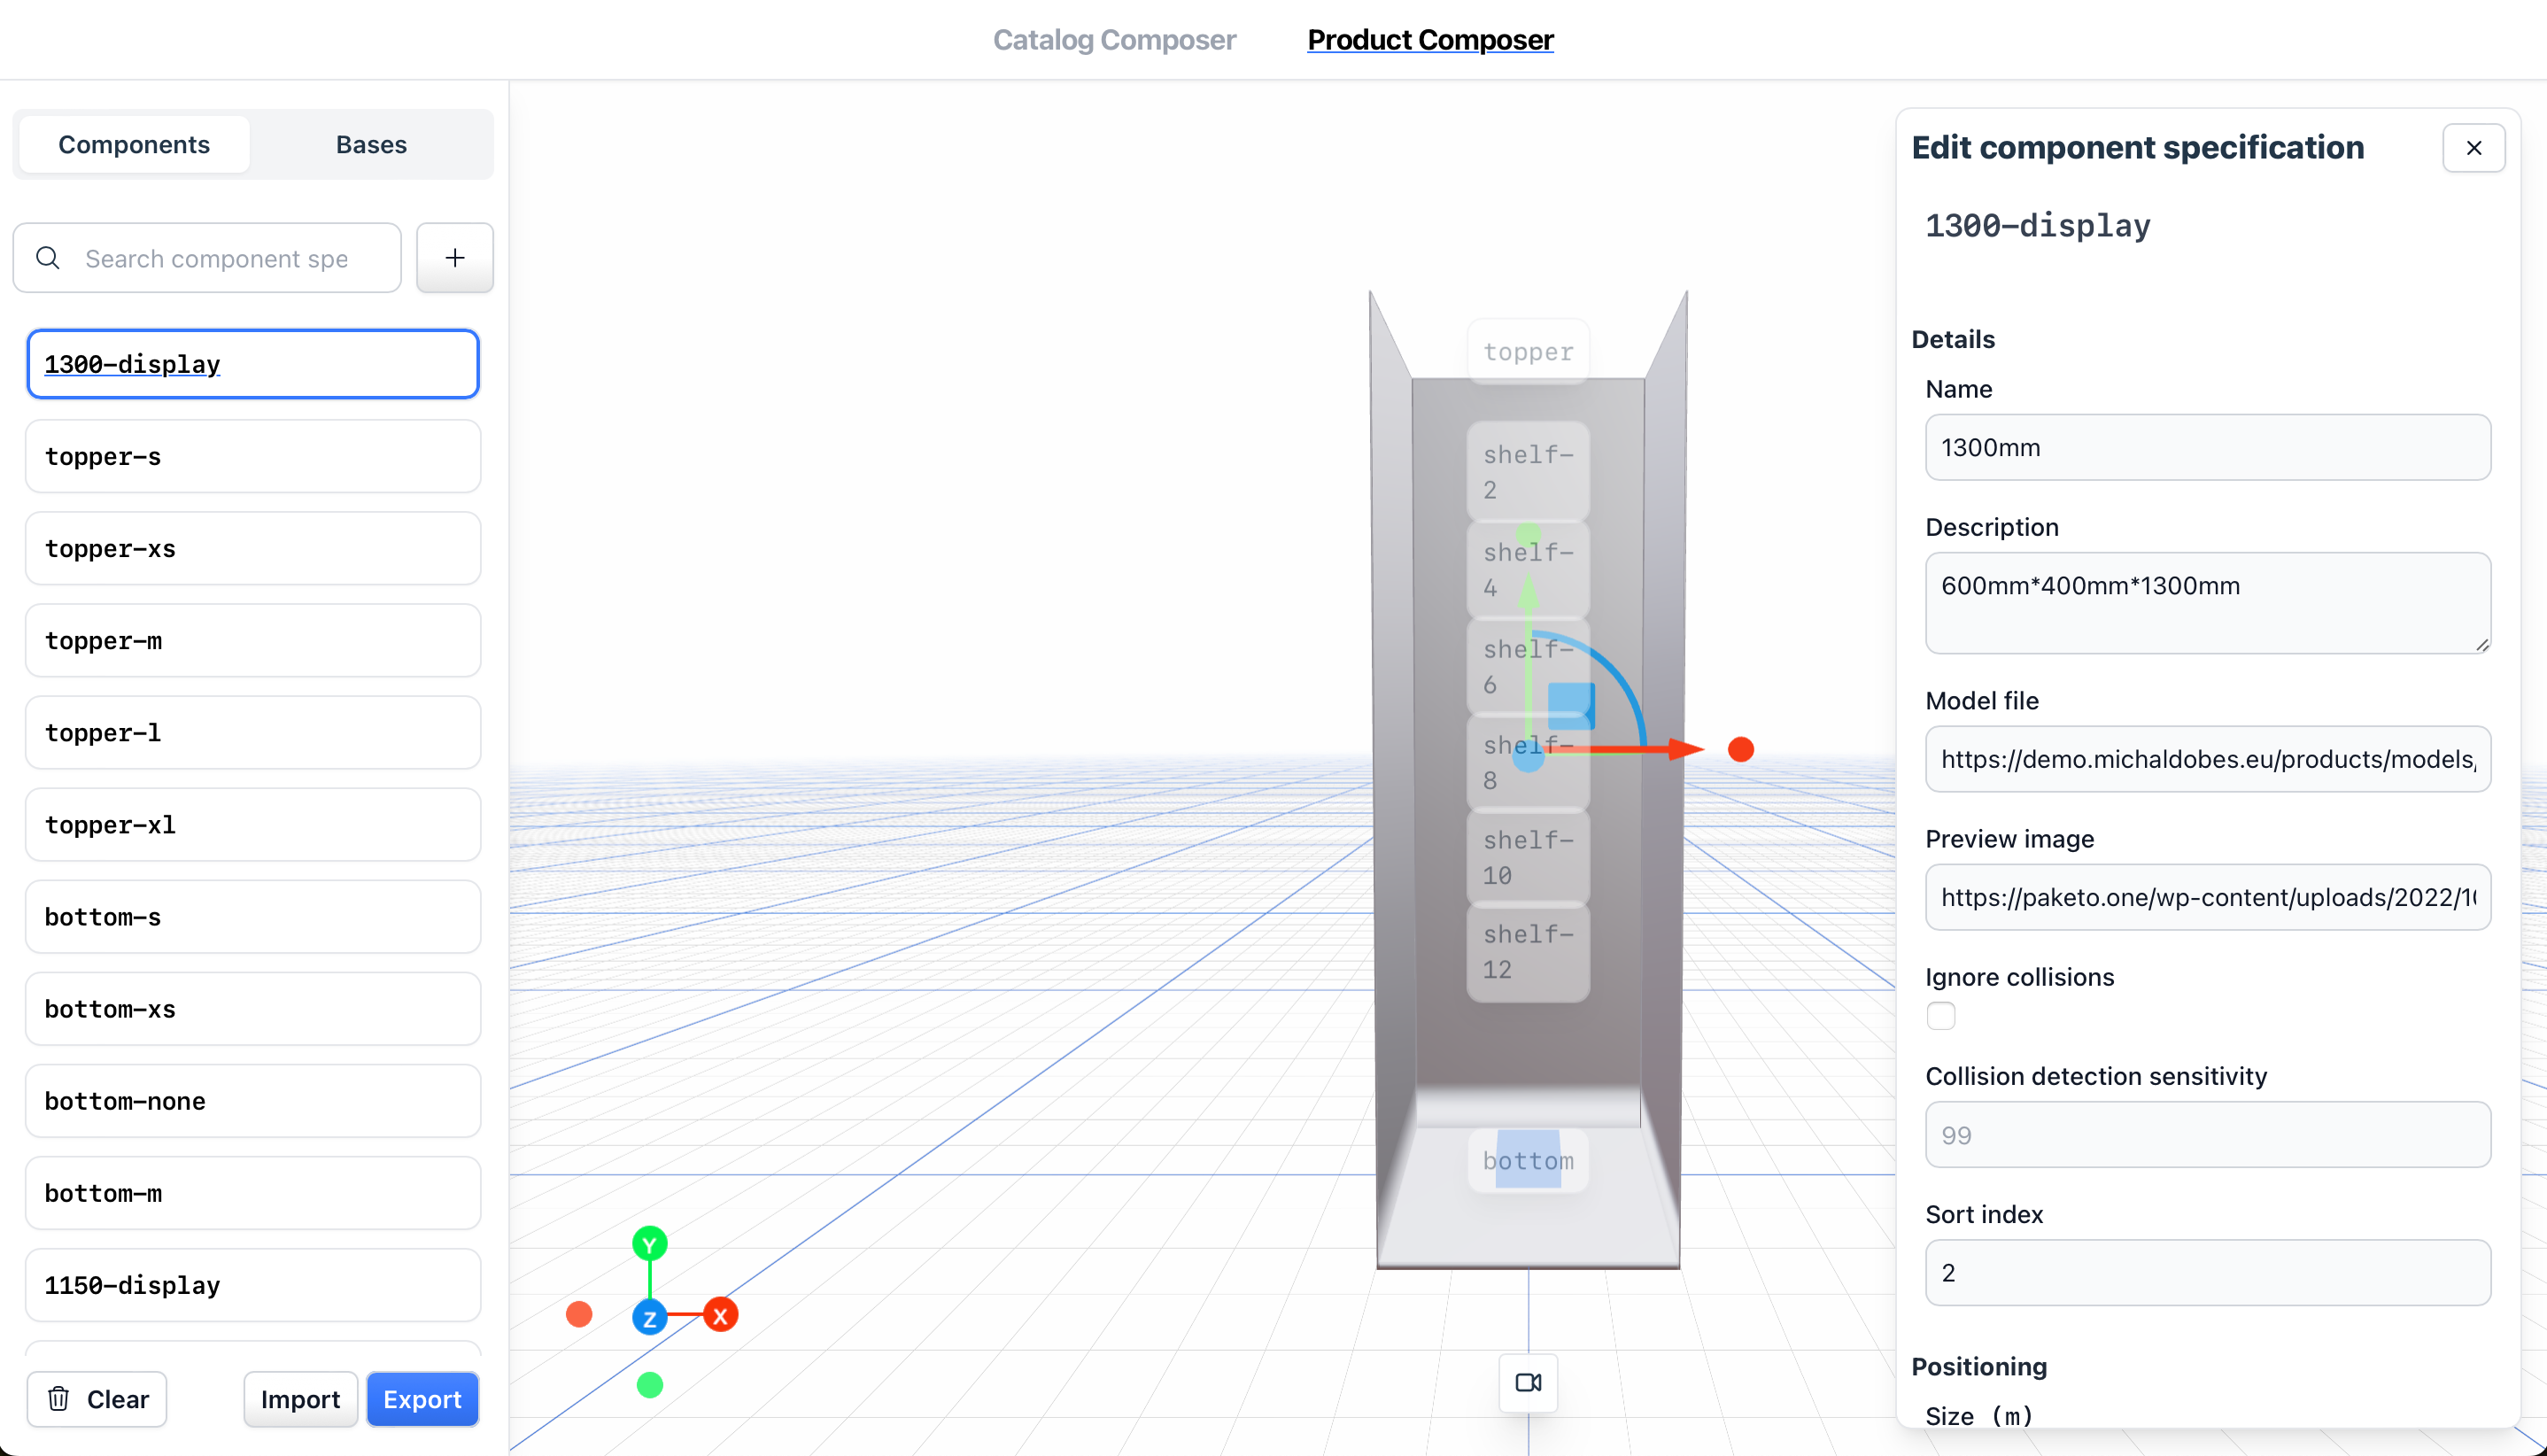 Catalog Composer
Product Composer
Components
Bases
Search component spe
+
1300-display
topper-s
topper-xs
topper-m
topper-l
topper-xl
bottom-s
bottom-xs
bottom-none
bottom-m
1150-display
Clear
Import
Export
topper
shelf-
2
shelf-
4
shelf-
6
shelf-
8
shelf-
10
shelf-
12
bottom
Y
Z
X
Edit component specification
1300-display
Details
Name
1300mm
Description
600mm*400mm*1300mm
Model file
https://demo.michaldobes.eu/products/models/
Preview image
https://paketo.one/wp-content/uploads/2022/10
Ignore collisions
Collision detection sensitivity
99
Sort index
2
Positioning
Size (m)